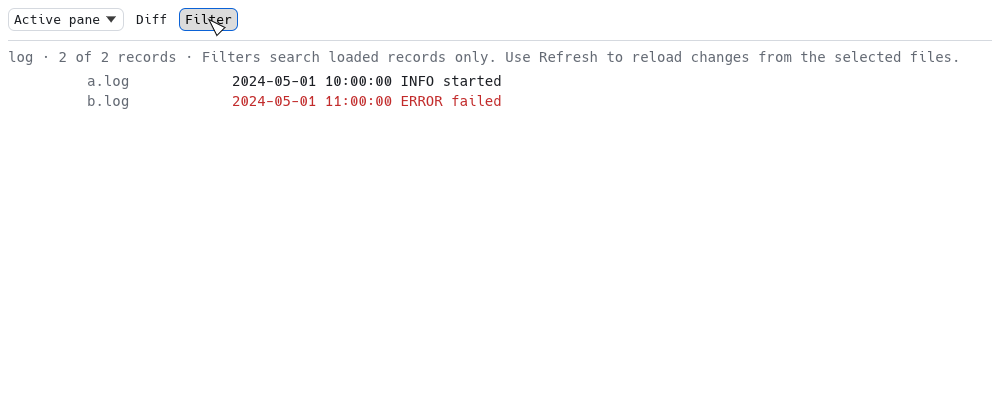 Active pane Diff Filter
log · 2 of 2 records · Filters search loaded records only. Use Refresh to reload changes from the selected files.
a.log 2024-05-01 10:00:00 INFO started
b.log 2024-05-01 11:00:00 ERROR failed